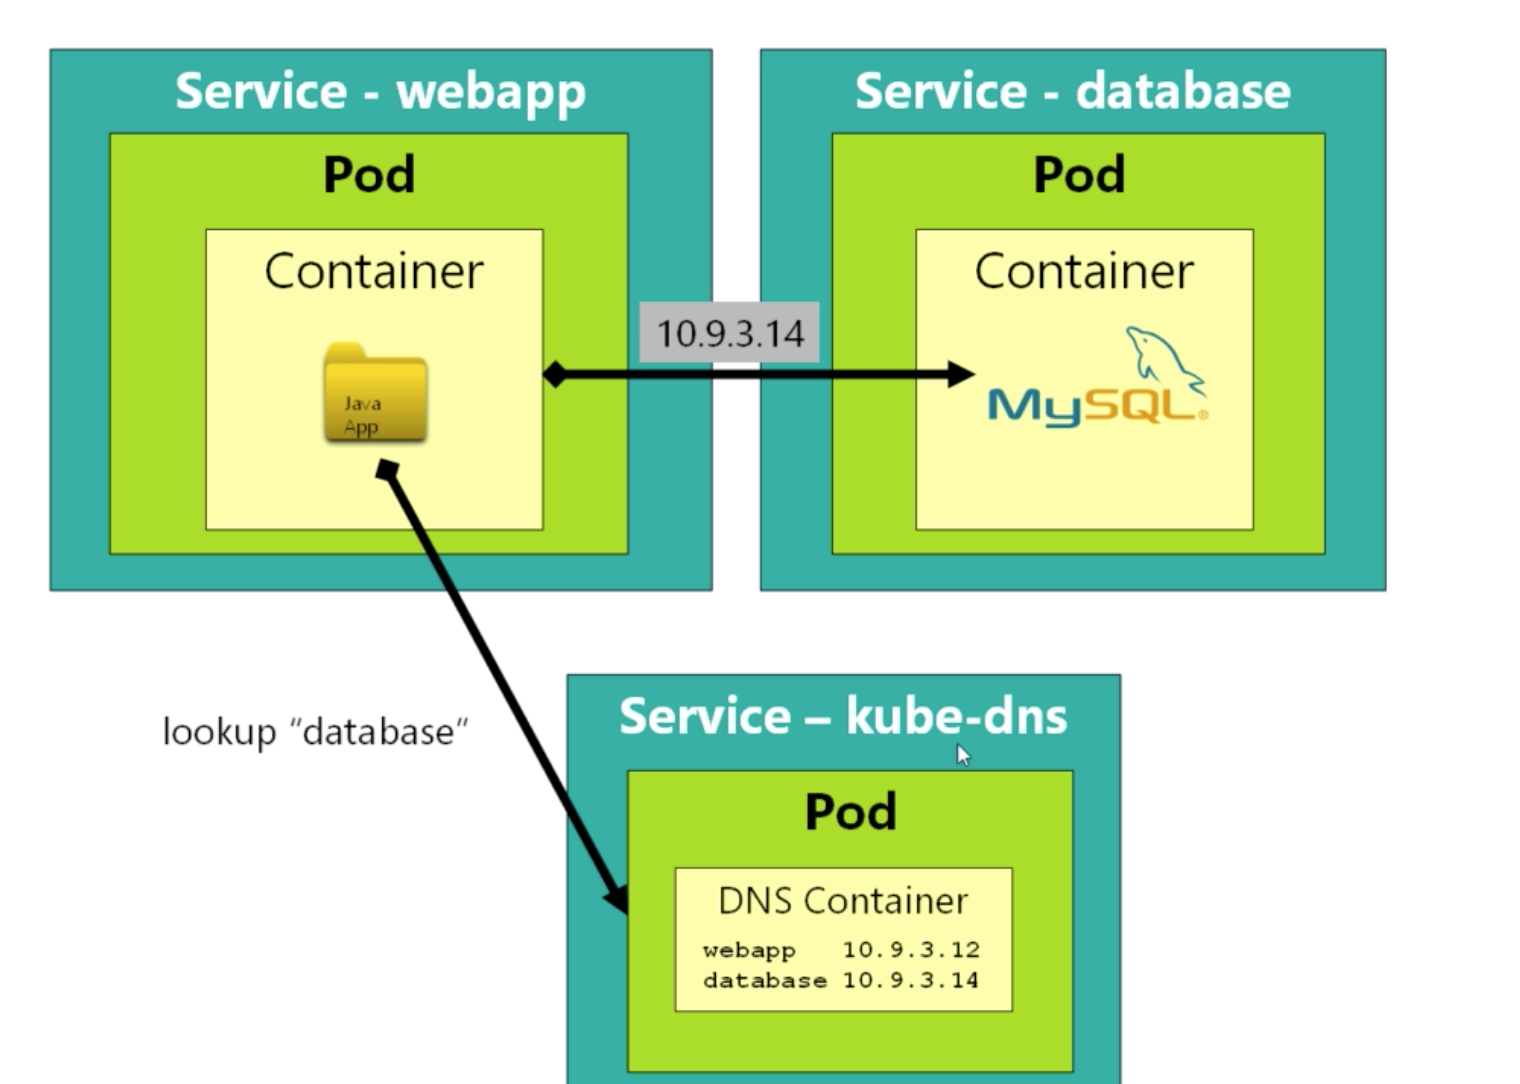 Service - webapp
Pod
Container
Java
App
10.9.3.14
Service - database
Pod
Container
MySQL®
lookup “database”
Service – kube-dns
Pod
DNS Container
webapp 10.9.3.12
database 10.9.3.14